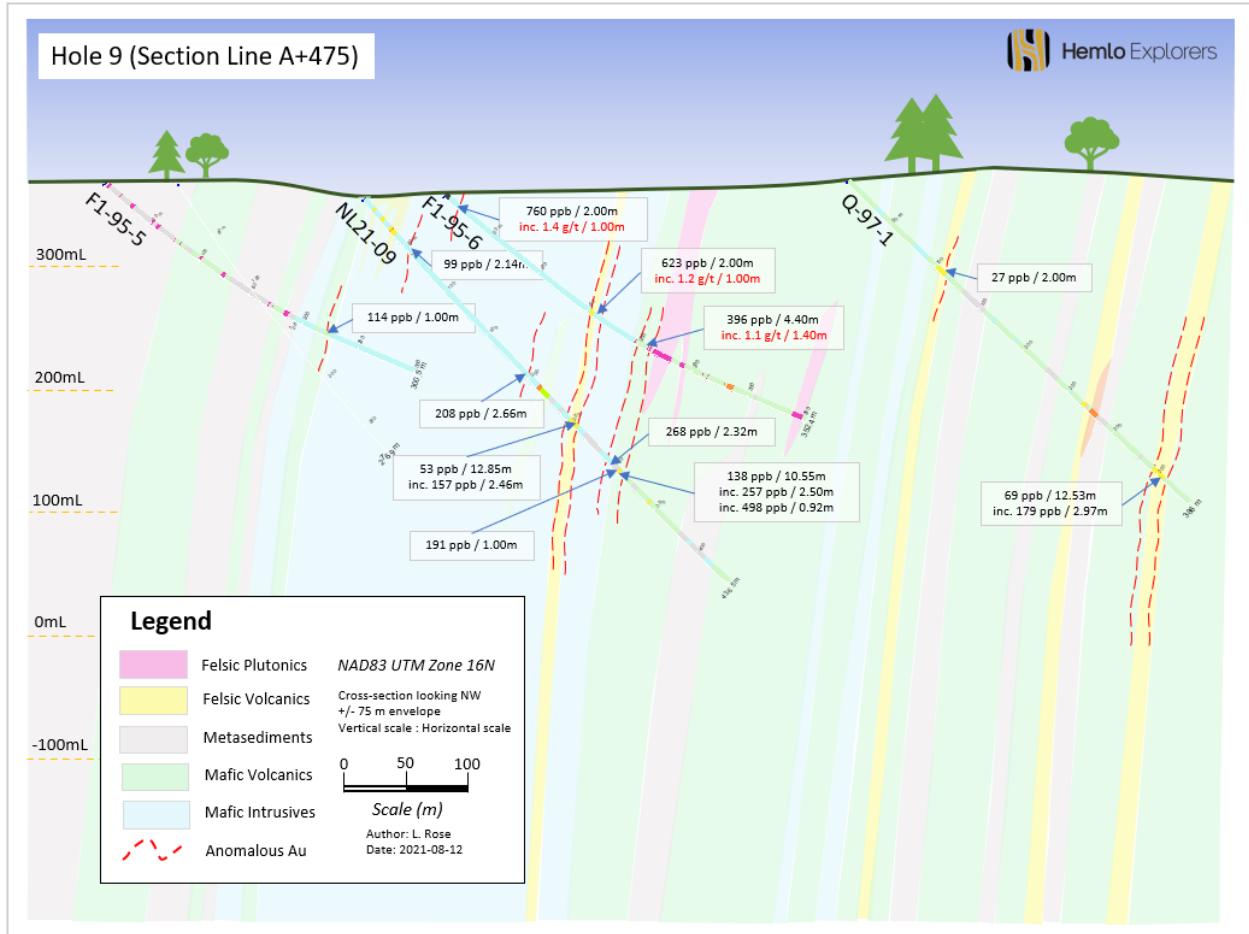 Hole 9 (Section Line A+475)
Hemlo Explorers
F1-95-5
NL21-09
F1-95-6
Q-97-1
760 ppb / 2.00m
inc. 1.4 g/t / 1.00m
99 ppb / 2.14m
623 ppb / 2.00m
inc. 1.2 g/t / 1.00m
27 ppb / 2.00m
300mL
114 ppb / 1.00m
396 ppb / 4.40m
inc. 1.1 g/t / 1.40m
200mL
300.5 m
352.4 m
208 ppb / 2.66m
268 ppb / 2.32m
53 ppb / 12.85m
inc. 157 ppb / 2.46m
138 ppb / 10.55m
inc. 257 ppb / 2.50m
inc. 498 ppb / 0.92m
69 ppb / 12.53m
inc. 179 ppb / 2.97m
100mL
191 ppb / 1.00m
436.5m
0mL
-100mL
Legend
Felsic Plutonics
Felsic Volcanics
Metasediments
Mafic Volcanics
Mafic Intrusives
Anomalous Au
NAD83 UTM Zone 16N
Cross-section looking NW
+/- 75 m envelope
Vertical scale : Horizontal scale
0 50 100
Scale (m)
Author: L. Rose
Date: 2021-08-12